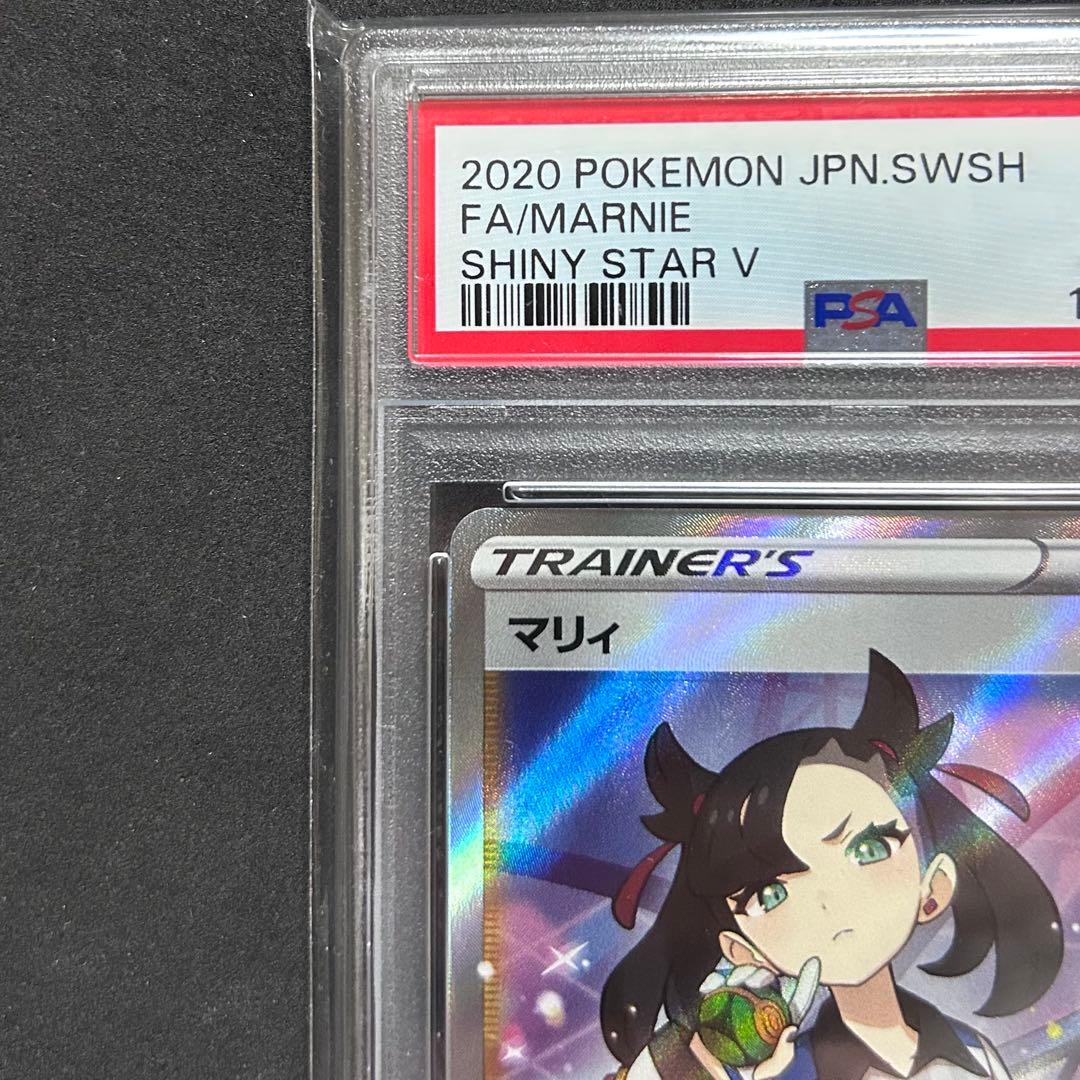 2020 POKEMON JPN.SWSH
FA/MARNIE
SHINY STAR V
PSA
TRAINER'S
マリィ